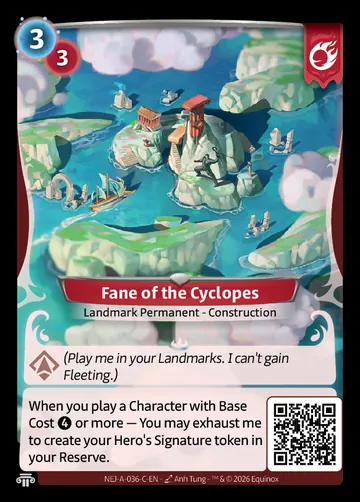 3
3
Fane of the Cyclopes
Landmark Permanent - Construction
(Play me in your Landmarks. I can't gain
Fleeting.)
When you play a Character with Base
Cost 4 or more — You may exhaust me
to create your Hero's Signature token in
your Reserve.
NEJ-A-036-C-EN - Anh Tung - ™ & © 2026 Equinox